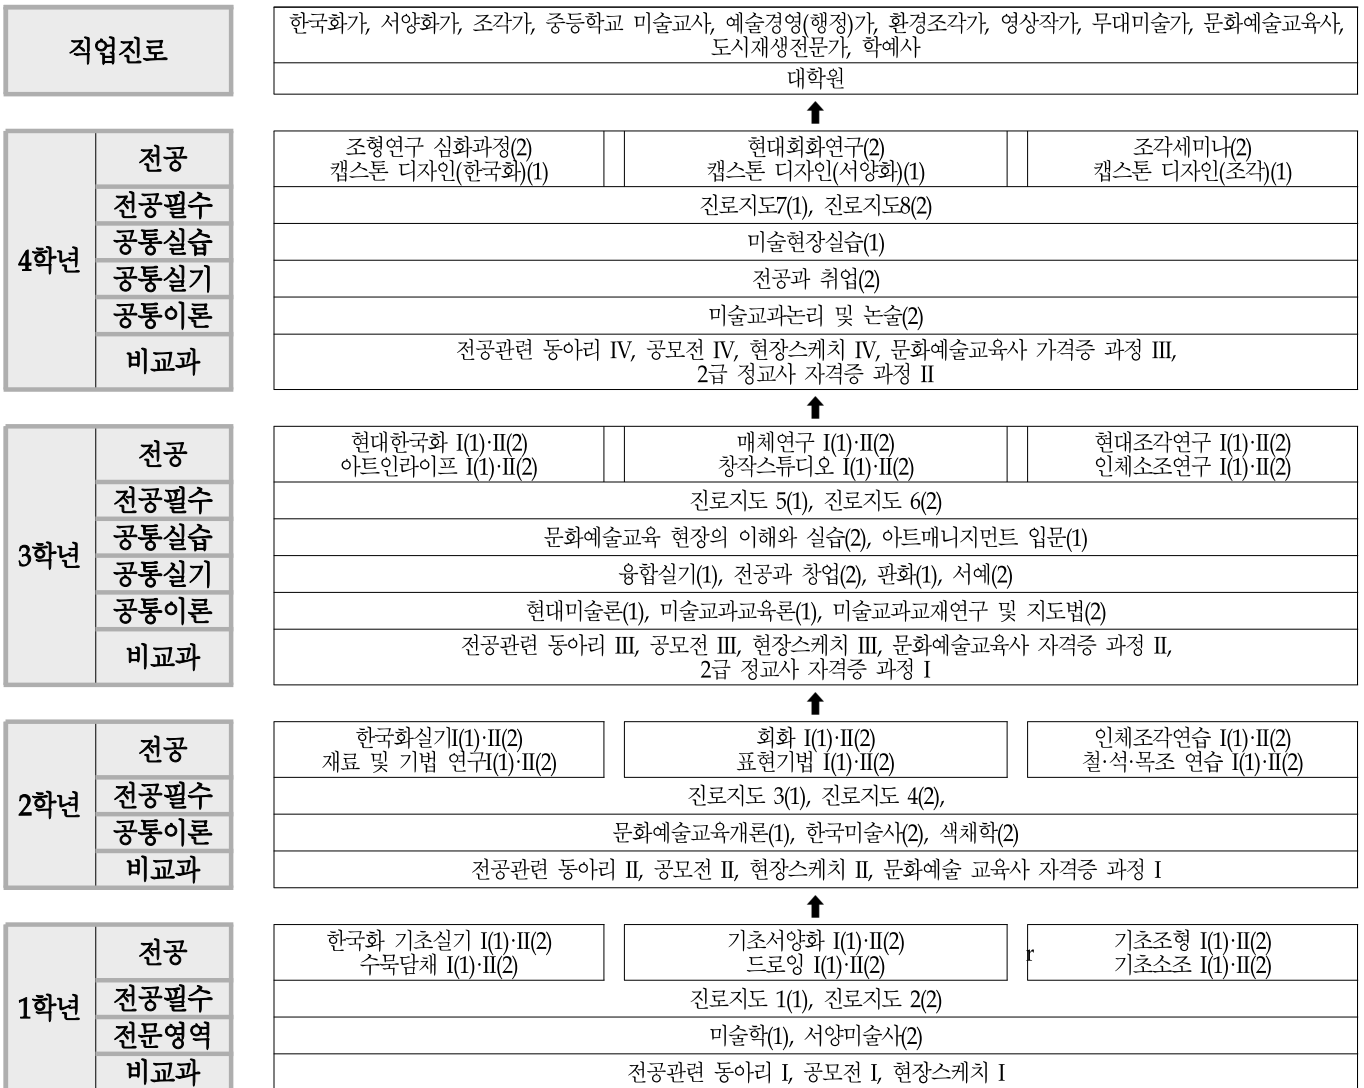 직업진로
한국화가, 서양화가, 조각가, 중등학교 미술교사, 예술경영(행정)가, 환경조각가, 영상작가, 무대미술가, 문화예술교육사,
도시재생전문가, 학예사
대학원
4학년
전공
조형연구 심화과정(2)
캡스톤 디자인(한국화)(1)
현대회화연구(2)
캡스톤 디자인(서양화)(1)
조각세미나(2)
캡스톤 디자인(조각)(1)
전공필수
진로지도7(1), 진로지도8(2)
공통실습
미술현장실습(1)
공통실기
전공과 취업(2)
공통이론
미술교과논리 및 논술(2)
비교과
전공관련 동아리 IV, 공모전 IV, 현장스케치 IV, 문화예술교육사 가격증 과정 III,
2급 정교사 자격증 과정 II
3학년
전공
현대한국화 I(1)·II(2)
아트인라이프 I(1)·II(2)
매체연구 I(1)·II(2)
창작스튜디오 I(1)·II(2)
현대조각연구 I(1)·II(2)
인체소조연구 I(1)·II(2)
전공필수
진로지도 5(1), 진로지도 6(2)
공통실습
문화예술교육 현장의 이해와 실습(2), 아트매니지먼트 입문(1)
공통실기
융합실기(1), 전공과 창업(2), 판화(1), 서예(2)
공통이론
현대미술론(1), 미술교과교육론(1), 미술교과교재연구 및 지도법(2)
비교과
전공관련 동아리 III, 공모전 III, 현장스케치 III, 문화예술교육사 자격증 과정 II,
2급 정교사 자격증 과정 I
2학년
전공
한국화실기I(1)·II(2)
재료 및 기법 연구I(1)·II(2)
회화 I(1)·II(2)
표현기법 I(1)·II(2)
인체조각연습 I(1)·II(2)
철·석·목조 연습 I(1)·II(2)
전공필수
진로지도 3(1), 진로지도 4(2),
공통이론
문화예술교육개론(1), 한국미술사(2), 색채학(2)
비교과
전공관련 동아리 II, 공모전 II, 현장스케치 II, 문화예술 교육사 자격증 과정 I
1학년
전공
한국화 기초실기 I(1)·II(2)
수묵담채 I(1)·II(2)
기초서양화 I(1)·II(2)
드로잉 I(1)·II(2)
r
기초조형 I(1)·II(2)
기초소조 I(1)·II(2)
전공필수
진로지도 1(1), 진로지도 2(2)
전문영역
미술학(1), 서양미술사(2)
비교과
전공관련 동아리 I, 공모전 I, 현장스케치 I